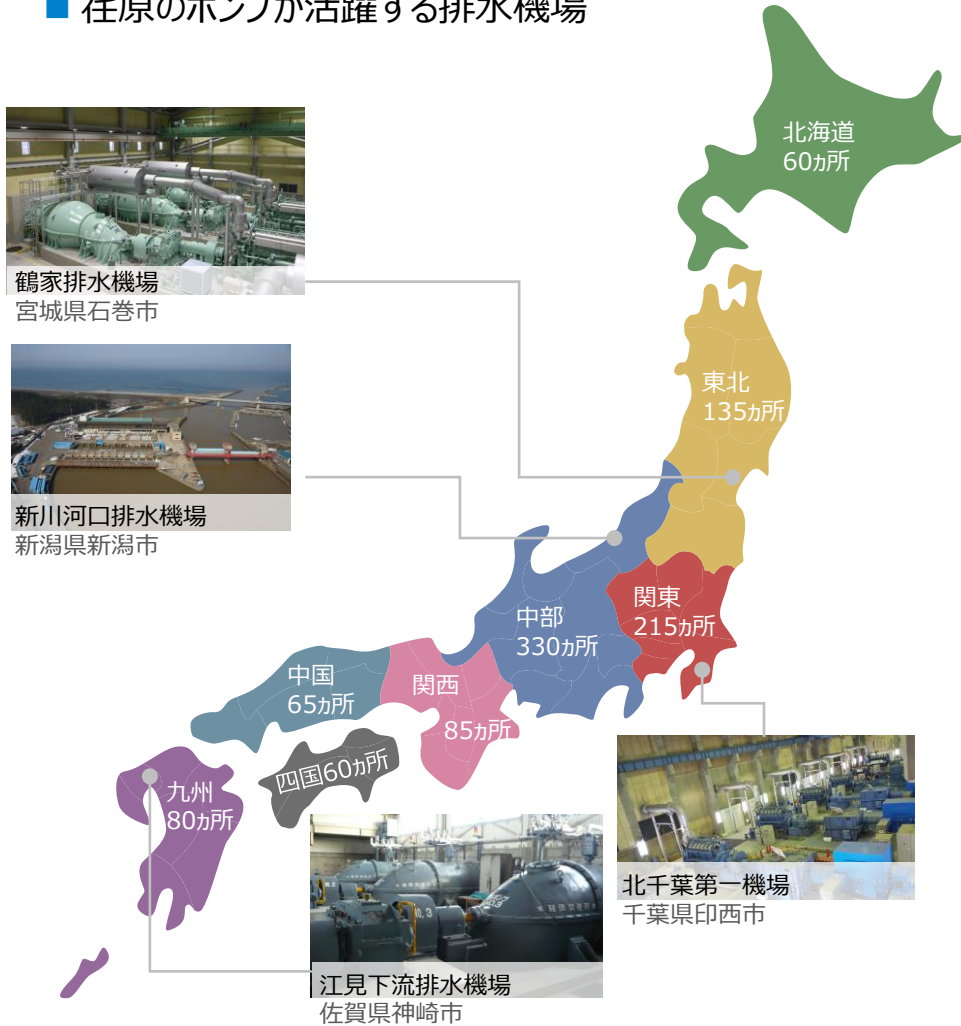 ■ 荏原のポンプが活躍する排水機場
北海道
60ヵ所
鶴家排水機場
宮城県石巻市
東北
135ヵ所
新川河口排水機場
新潟県新潟市
関東
215ヵ所
中部
330ヵ所
中国
65ヵ所
関西
85ヵ所
四国60ヵ所
九州
80ヵ所
NO.3
北千葉第一機場
千葉県印西市
江見下流排水機場
佐賀県神崎市